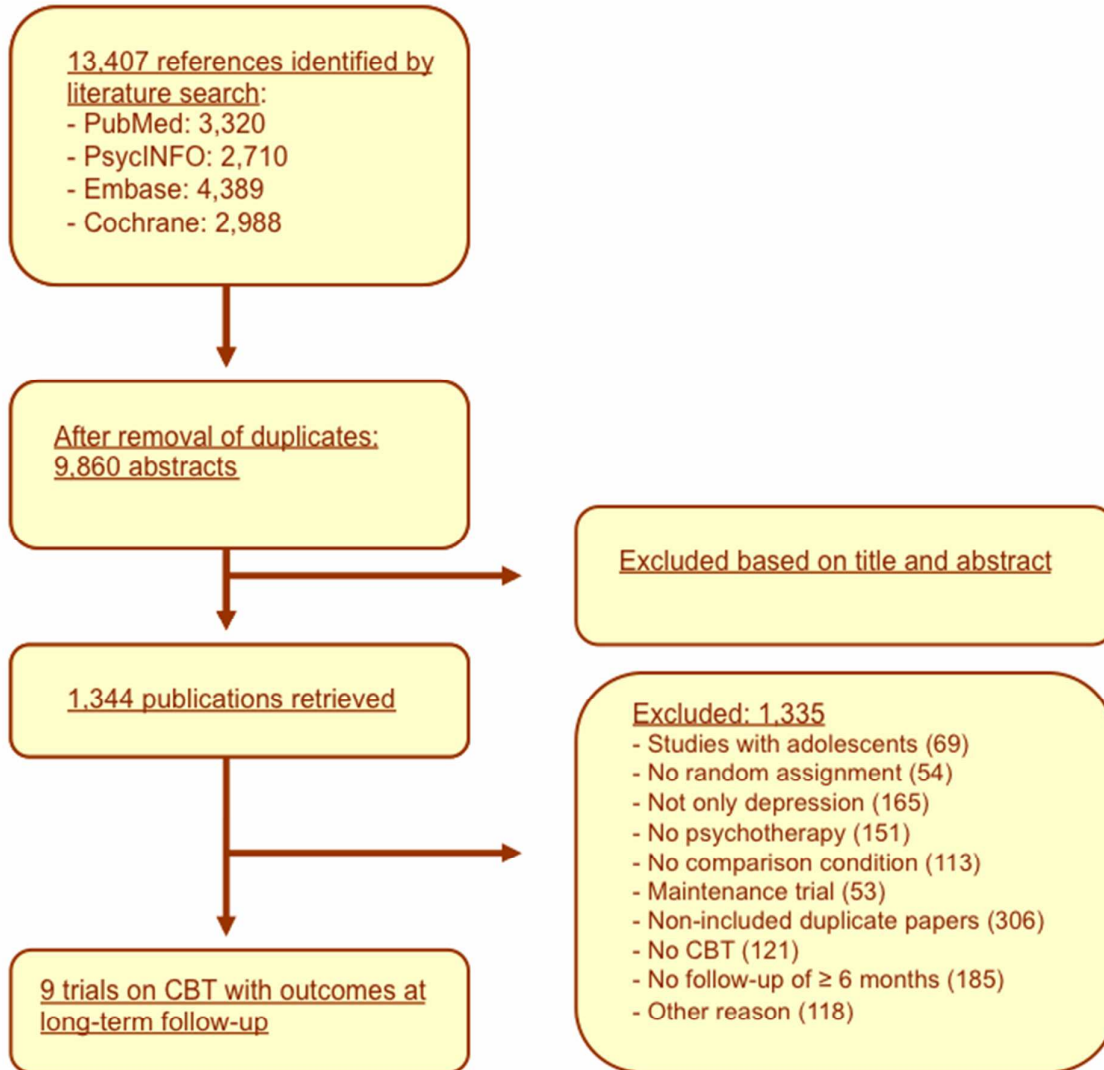 13,407 references identified by
literature search:
- PubMed: 3,320
- PsycINFO: 2,710
- Embase: 4,389
- Cochrane: 2,988
After removal of duplicates:
9,860 abstracts
Excluded based on title and abstract
1,344 publications retrieved
Excluded: 1,335
- Studies with adolescents (69)
- No random assignment (54)
- Not only depression (165)
- No psychotherapy (151)
- No comparison condition (113)
- Maintenance trial (53)
- Non-included duplicate papers (306)
- No CBT (121)
- No follow-up of ≥ 6 months (185)
- Other reason (118)
9 trials on CBT with outcomes at
long-term follow-up